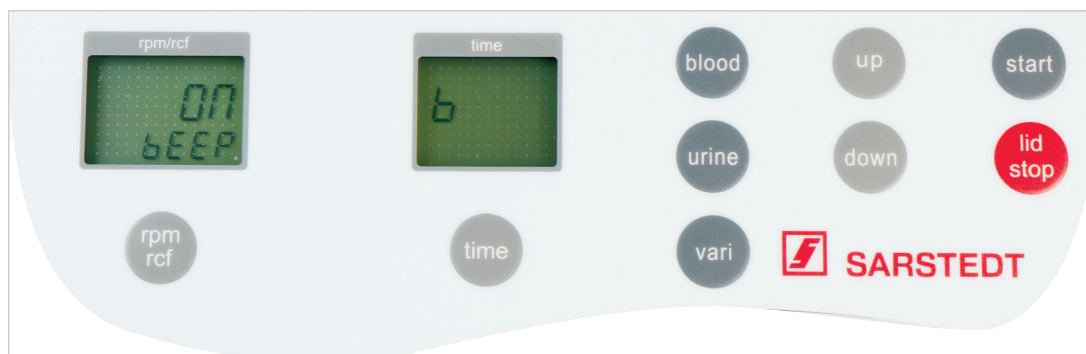 rpm/rcf
ON
bEEP
time
b
rpm
rcf
time
blood
urine
vari
up
down
start
lid
stop
SARSTEDT